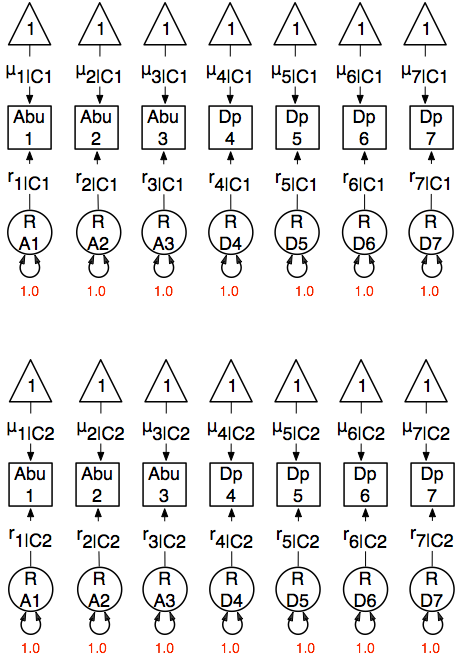 1 1 1 1 1 1 1
μ1|C1 μ2|C1 μ3|C1 μ4|C1 μ5|C1 μ6|C1 μ7|C1
Abu Abu Abu Dp Dp Dp Dp
1 2 3 4 5 6 7
r1|C1 r2|C1 r3|C1 r4|C1 r5|C1 r6|C1 r7|C1
R R R R R R R
A1 A2 A3 D4 D5 D6 D7
1.0 1.0 1.0 1.0 1.0 1.0 1.0
1 1 1 1 1 1 1
μ1|C2 μ2|C2 μ3|C2 μ4|C2 μ5|C2 μ6|C2 μ7|C2
Abu Abu Abu Dp Dp Dp Dp
1 2 3 4 5 6 7
r1|C2 r2|C2 r3|C2 r4|C2 r5|C2 r6|C2 r7|C2
R R R R R R R
A1 A2 A3 D4 D5 D6 D7
1.0 1.0 1.0 1.0 1.0 1.0 1.0